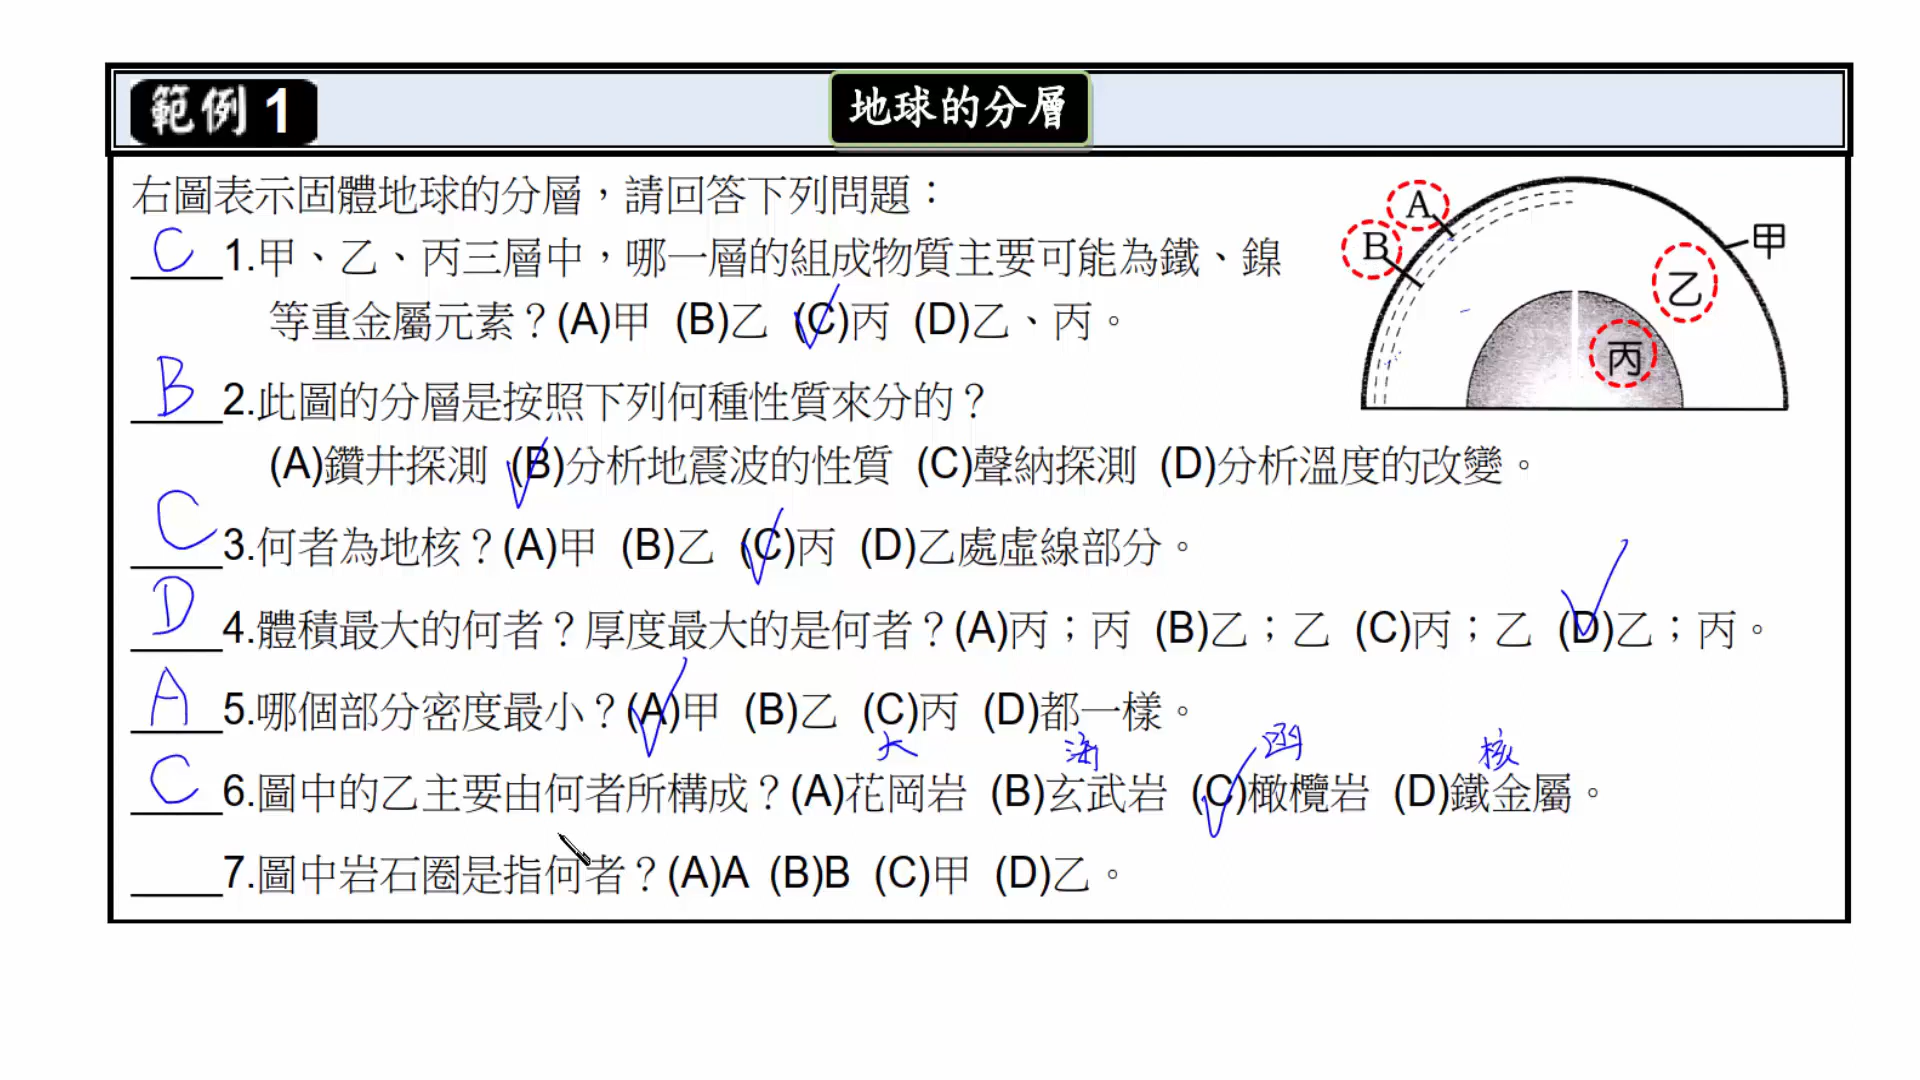 範例 1
地球的分層
右圖表示固體地球的分層，請回答下列問題：
C 1.甲、乙、丙三層中，哪一層的組成物質主要可能為鐵、鎳
等重金屬元素？(A)甲 (B)乙 (C)丙 (D)乙、丙。
B 2.此圖的分層是按照下列何種性質來分的？
(A)鑽井探測 (B)分析地震波的性質 (C)聲納探測 (D)分析溫度的改變。
C 3.何者為地核？(A)甲 (B)乙 (C)丙 (D)乙處虛線部分。
D 4.體積最大的何者？厚度最大的是何者？(A)丙；丙 (B)乙；乙 (C)丙；乙 (D)乙；丙。
A 5.哪個部分密度最小？(A)甲 (B)乙 (C)丙 (D)都一樣。
大 海 函 核
C 6.圖中的乙主要由何者所構成？(A)花岡岩 (B)玄武岩 (C)橄欖岩 (D)鐵金屬。
7.圖中岩石圈是指何者？(A)A (B)B (C)甲 (D)乙。
A
B
甲
乙
丙